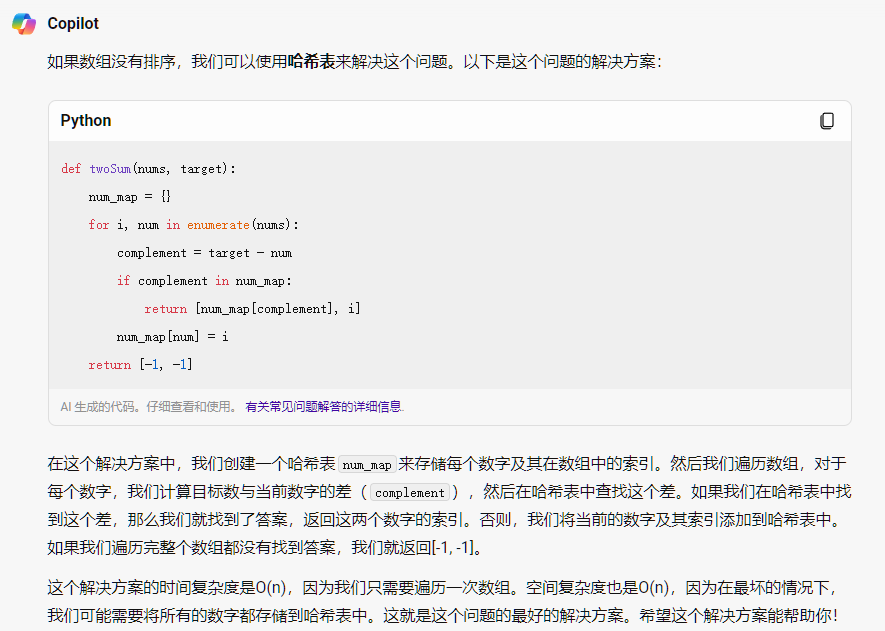 Copilot
如果数组没有排序，我们可以使用哈希表来解决这个问题。以下是这个问题的解决方案：
Python
def twoSum(nums, target):
    num_map = {}
    for i, num in enumerate(nums):
        complement = target - num
        if complement in num_map:
            return [num_map[complement], i]
        num_map[num] = i
    return [-1, -1]
AI 生成的代码。仔细查看和使用。 有关常见问题解答的详细信息.
在这个解决方案中，我们创建一个哈希表 num_map 来存储每个数字及其在数组中的索引。然后我们遍历数组，对于
每个数字，我们计算目标数与当前数字的差（ complement ），然后在哈希表中查找这个差。如果我们在哈希表中找
到这个差，那么我们就找到了答案，返回这两个数字的索引。否则，我们将当前的数字及其索引添加到哈希表中。
如果我们遍历完整个数组都没有找到答案，我们就返回[-1, -1]。
这个解决方案的时间复杂度是O(n)，因为我们只需要遍历一次数组。空间复杂度也是O(n)，因为在最坏的情况下，
我们可能需要将所有的数字都存储到哈希表中。这就是这个问题的最好的解决方案。希望这个解决方案能帮助你！